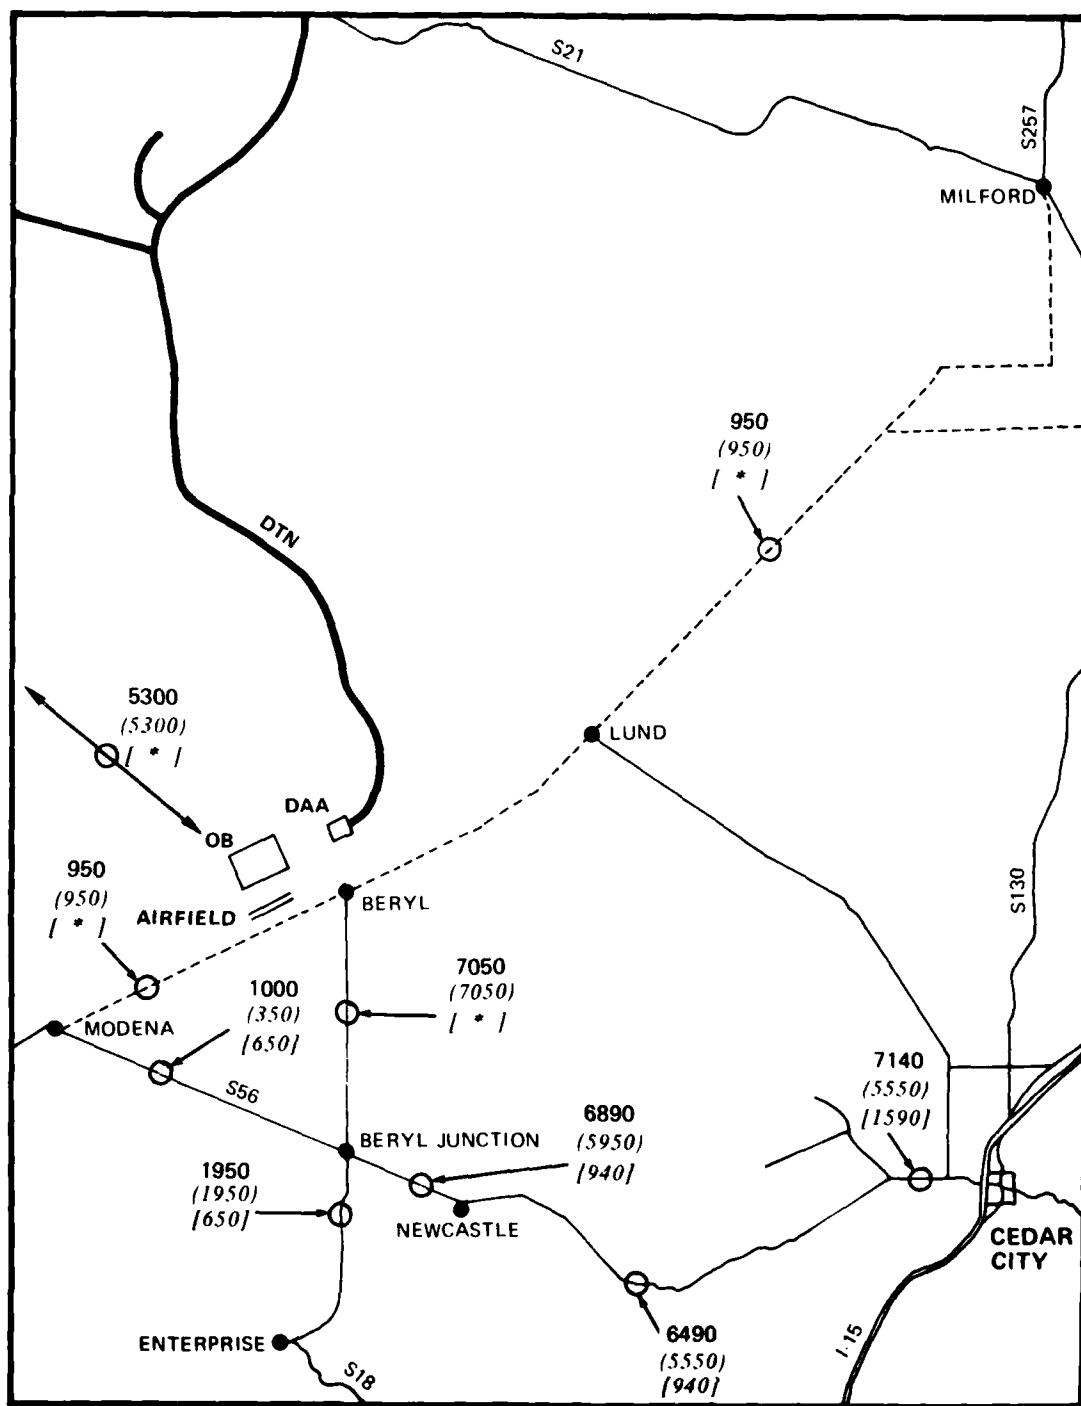 S21
S257
MILFORD
950
(950)
[ * ]
DTN
5300
(5300)
[ * ]
LUND
DAA
OB
950
(950)
[ * ]
AIRFIELD
BERYL
S130
1000
(350)
[650]
7050
(7050)
[ * ]
MODENA
S56
7140
(5550)
[1590]
6890
(5950)
[940]
BERYL JUNCTION
1950
(1950)
[650]
NEWCASTLE
CEDAR
CITY
ENTERPRISE
6490
(5550)
[940]
I-15
S18